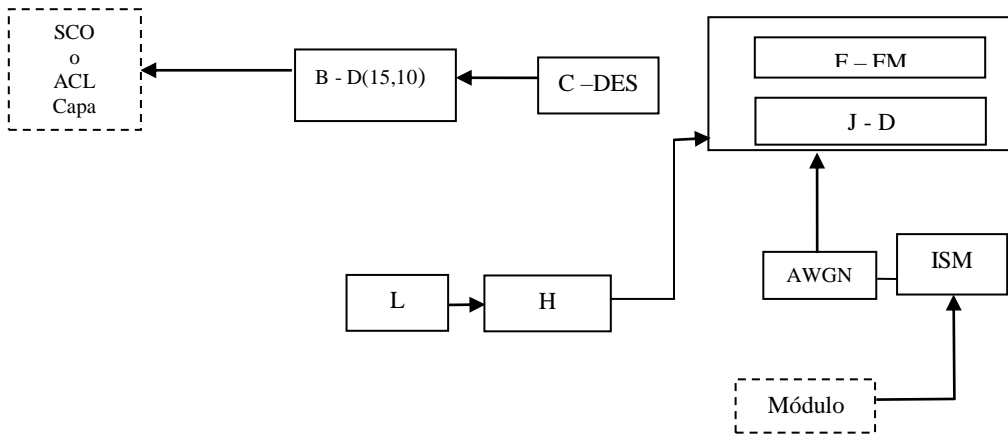 SCO
o
ACL
Capa
B - D(15,10)
C –DES
J - D
L
H
AWGN
ISM
Módulo